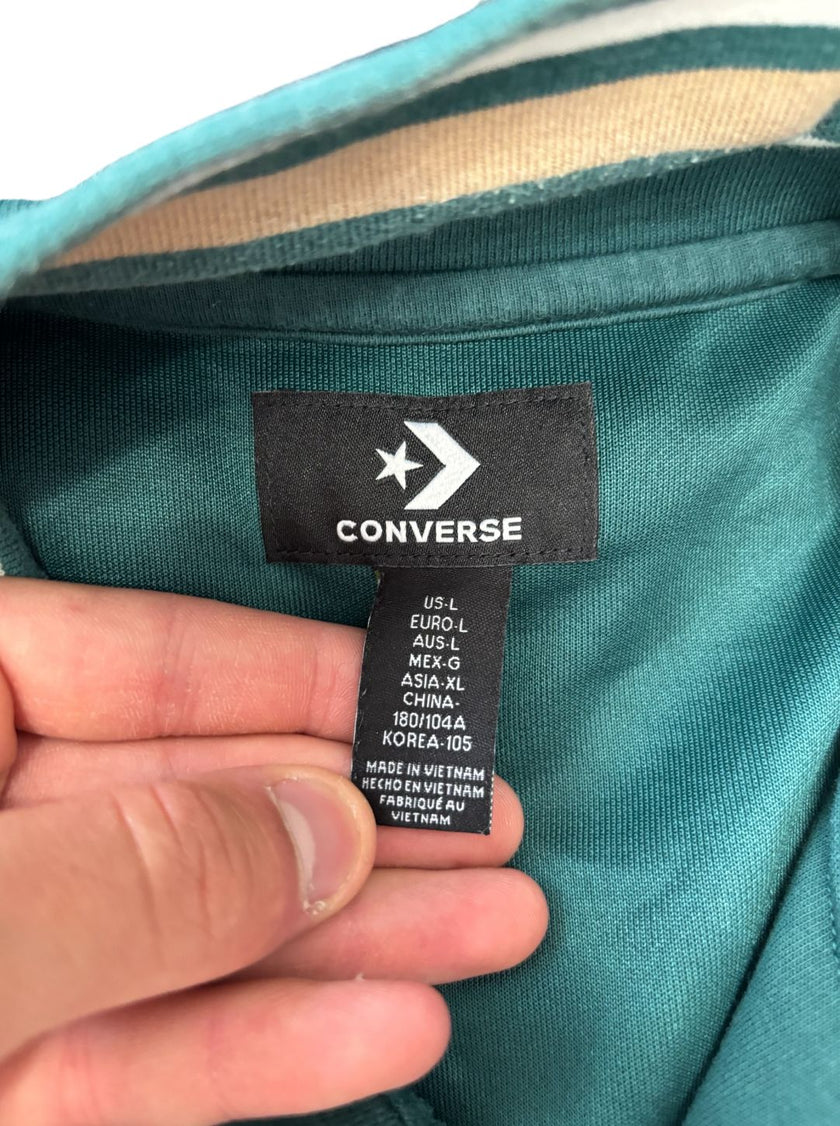 CONVERSE
US-L
EURO-L
AUS-L
MEX-G
ASIA-XL
CHINA-
180/104A
KOREA-105
MADE IN VIETNAM
HECHO EN VIETNAM
FABRIQUÉ AU
VIETNAM